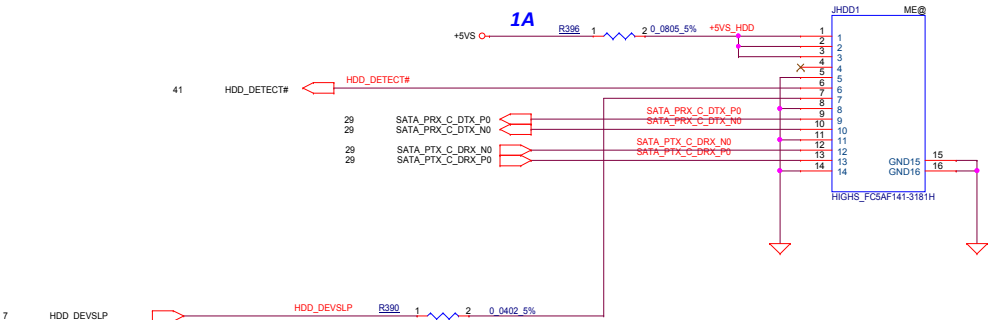 JHDD1 ME@
1A
+5VS R396 1 2 0_0805_5% +5VS_HDD
1 1
2 2
3 3
4 4
5 5
41 HDD_DETECT# HDD_DETECT# 6 6
7 7
8 8
29 SATA_PRX_C_DTX_P0 SATA_PRX_C_DTX_P0 9 9
29 SATA_PRX_C_DTX_N0 SATA_PRX_C_DTX_N0 10 10
11 11
29 SATA_PTX_C_DRX_N0 SATA_PTX_C_DRX_N0 12 12
29 SATA_PTX_C_DRX_P0 SATA_PTX_C_DRX_P0 13 13 GND15 15
14 14 GND16 16
HIGHS_FC5AF141-3181H
7 HDD_DEVSLP HDD_DEVSLP R390 1 2 0_0402_5%